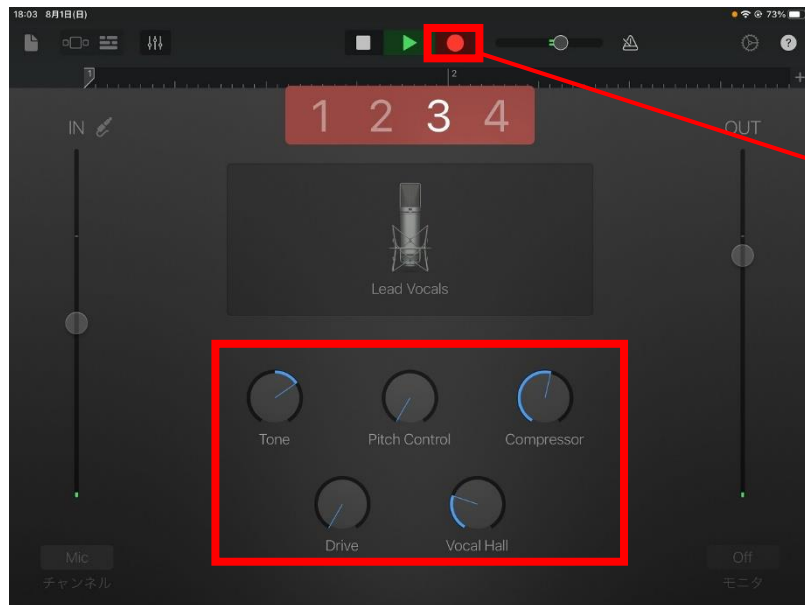 18:03 8月1日(日)
73%
?
1
2
+
IN
1 2 3 4
OUT
Lead Vocals
Tone
Pitch Control
Compressor
Drive
Vocal Hall
Mic
チャンネル
Off
モニタ